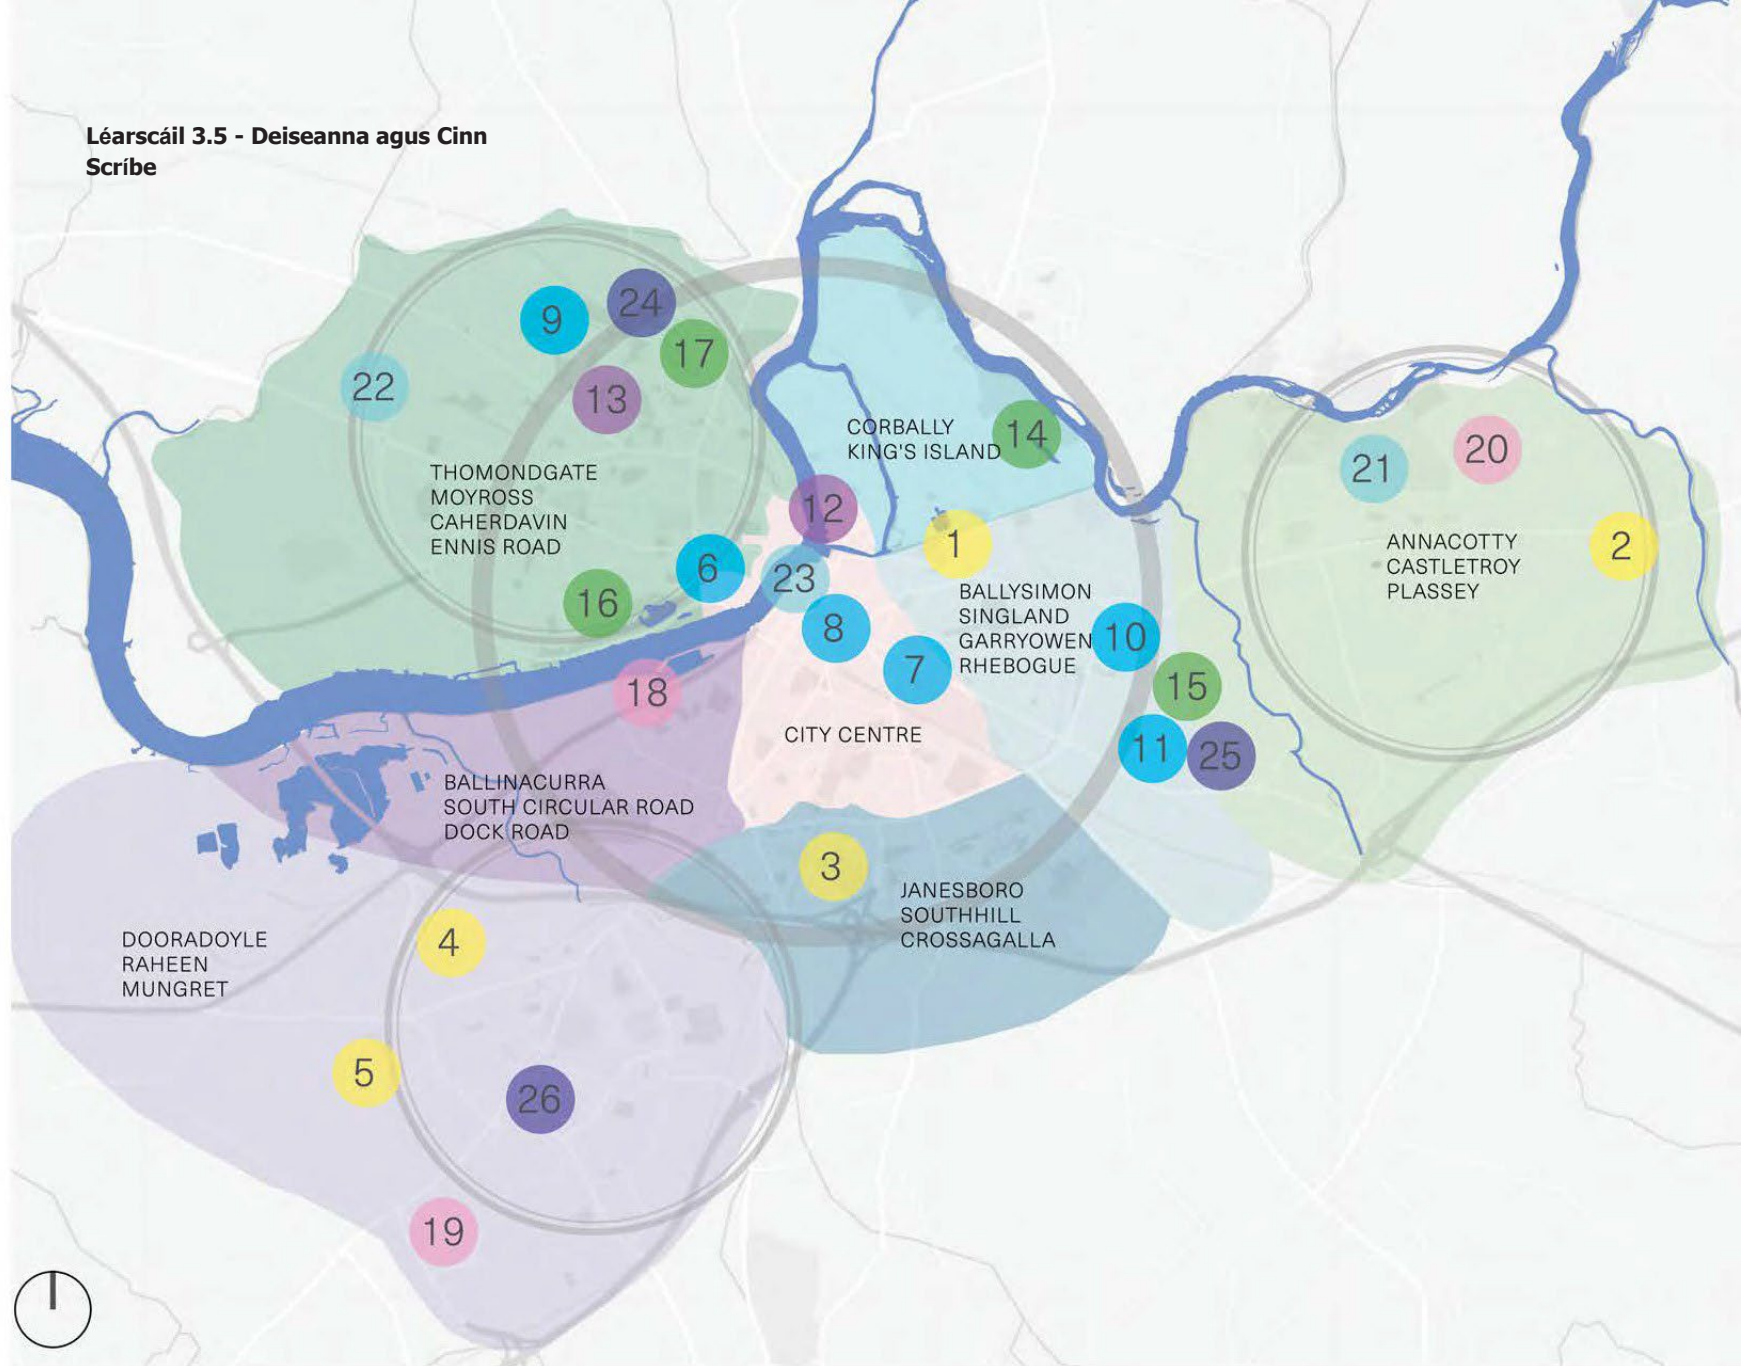 Léarscáil 3.5 - Deiseanna agus Cinn
Scríbe
9
24
17
22
13
CORBALLY
KING'S ISLAND
14
THOMONDGATE
MOYROSS
CAHERDAVIN
ENNIS ROAD
21
20
12
1
2
ANNACOTTY
CASTLETROY
PLASSEY
6
23
16
8
BALLYSIMON
SINGLAND
GARRYOWEN
RHEBOGUE
10
7
18
15
CITY CENTRE
11
25
BALLINACURRA
SOUTH CIRCULAR ROAD
DOCK ROAD
3
JANESBORO
SOUTHHILL
CROSSAGALLA
4
DOORADOYLE
RAHEEN
MUNGRET
5
26
19